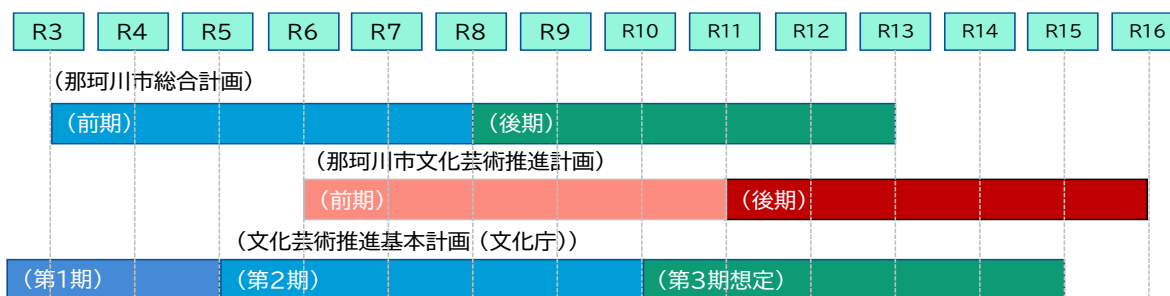 R3 R4 R5 R6 R7 R8 R9 R10 R11 R12 R13 R14 R15 R16
（那珂川市総合計画）
（前期） （後期）
（那珂川市文化芸術推進計画）
（前期） （後期）
（文化芸術推進基本計画（文化庁））
（第1期） （第2期） （第3期想定）